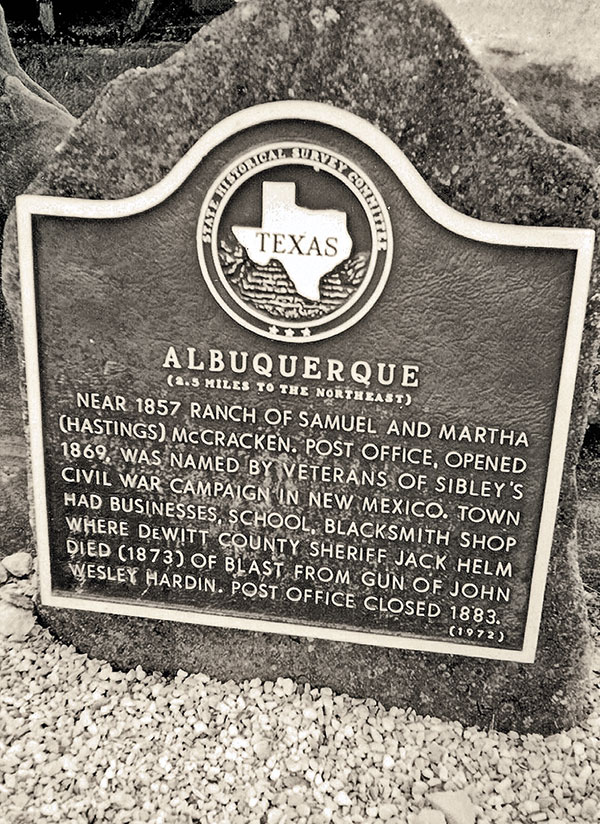 STATE HISTORICAL SURVEY COMMITTEE
TEXAS
ALBUQUERQUE
(2.5 MILES TO THE NORTHEAST)
NEAR 1857 RANCH OF SAMUEL AND MARTHA
(HASTINGS) McCRACKEN. POST OFFICE, OPENED
1869, WAS NAMED BY VETERANS OF SIBLEY'S
CIVIL WAR CAMPAIGN IN NEW MEXICO. TOWN
HAD BUSINESSES, SCHOOL, BLACKSMITH SHOP
WHERE DeWITT COUNTY SHERIFF JACK HELM
DIED (1873) OF BLAST FROM GUN OF JOHN
WESLEY HARDIN. POST OFFICE CLOSED 1883.
(1972)